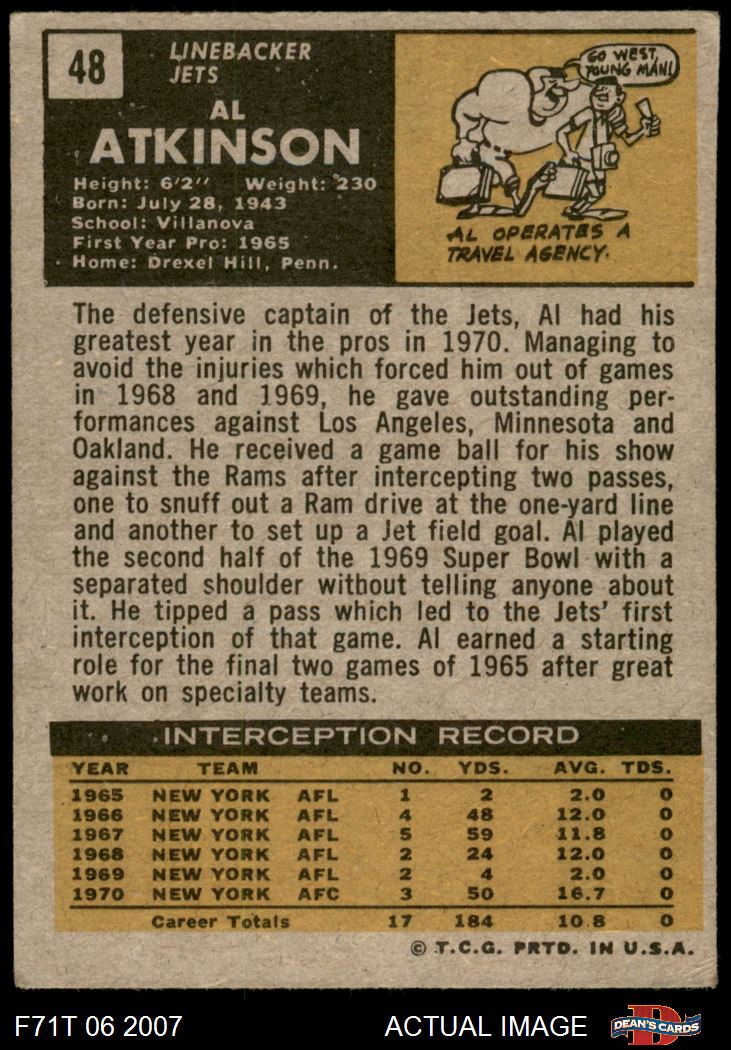 48
LINEBACKER
JETS
AL
ATKINSON
Height: 6'2" Weight: 230
Born: July 28, 1943
School: Villanova
First Year Pro: 1965
Home: Drexel Hill, Penn.
GO WEST,
YOUNG MAN!
AL OPERATES A
TRAVEL AGENCY.
The defensive captain of the Jets, Al had his
greatest year in the pros in 1970. Managing to
avoid the injuries which forced him out of games
in 1968 and 1969, he gave outstanding per-
formances against Los Angeles, Minnesota and
Oakland. He received a game ball for his show
against the Rams after intercepting two passes,
one to snuff out a Ram drive at the one-yard line
and another to set up a Jet field goal. Al played
the second half of the 1969 Super Bowl with a
separated shoulder without telling anyone about
it. He tipped a pass which led to the Jets' first
interception of that game. Al earned a starting
role for the final two games of 1965 after great
work on specialty teams.
INTERCEPTION RECORD
YEAR TEAM NO. YDS. AVG. TDS.
1965 NEW YORK AFL 1 2 2.0 0
1966 NEW YORK AFL 4 48 12.0 0
1967 NEW YORK AFL 5 59 11.8 0
1968 NEW YORK AFL 2 24 12.0 0
1969 NEW YORK AFL 2 4 2.0 0
1970 NEW YORK AFC 3 50 16.7 0
Career Totals 17 184 10.8 0
© T.C.G. PRTD. IN U.S.A.
F71T 06 2007 ACTUAL IMAGE
D
DEAN'S CARDS